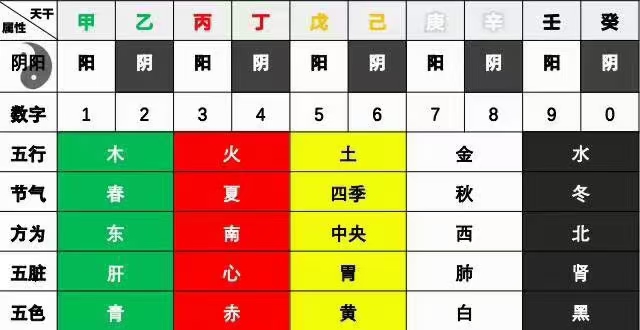 天干
属性 甲 乙 丙 丁 戊 己 庚 辛 壬 癸
阴阳 阳 阴 阳 阴 阳 阴 阳 阴 阳 阴
数字 1 2 3 4 5 6 7 8 9 0
五行 木 火 土 金 水
节气 春 夏 四季 秋 冬
方为 东 南 中央 西 北
五脏 肝 心 胃 肺 肾
五色 青 赤 黄 白 黑